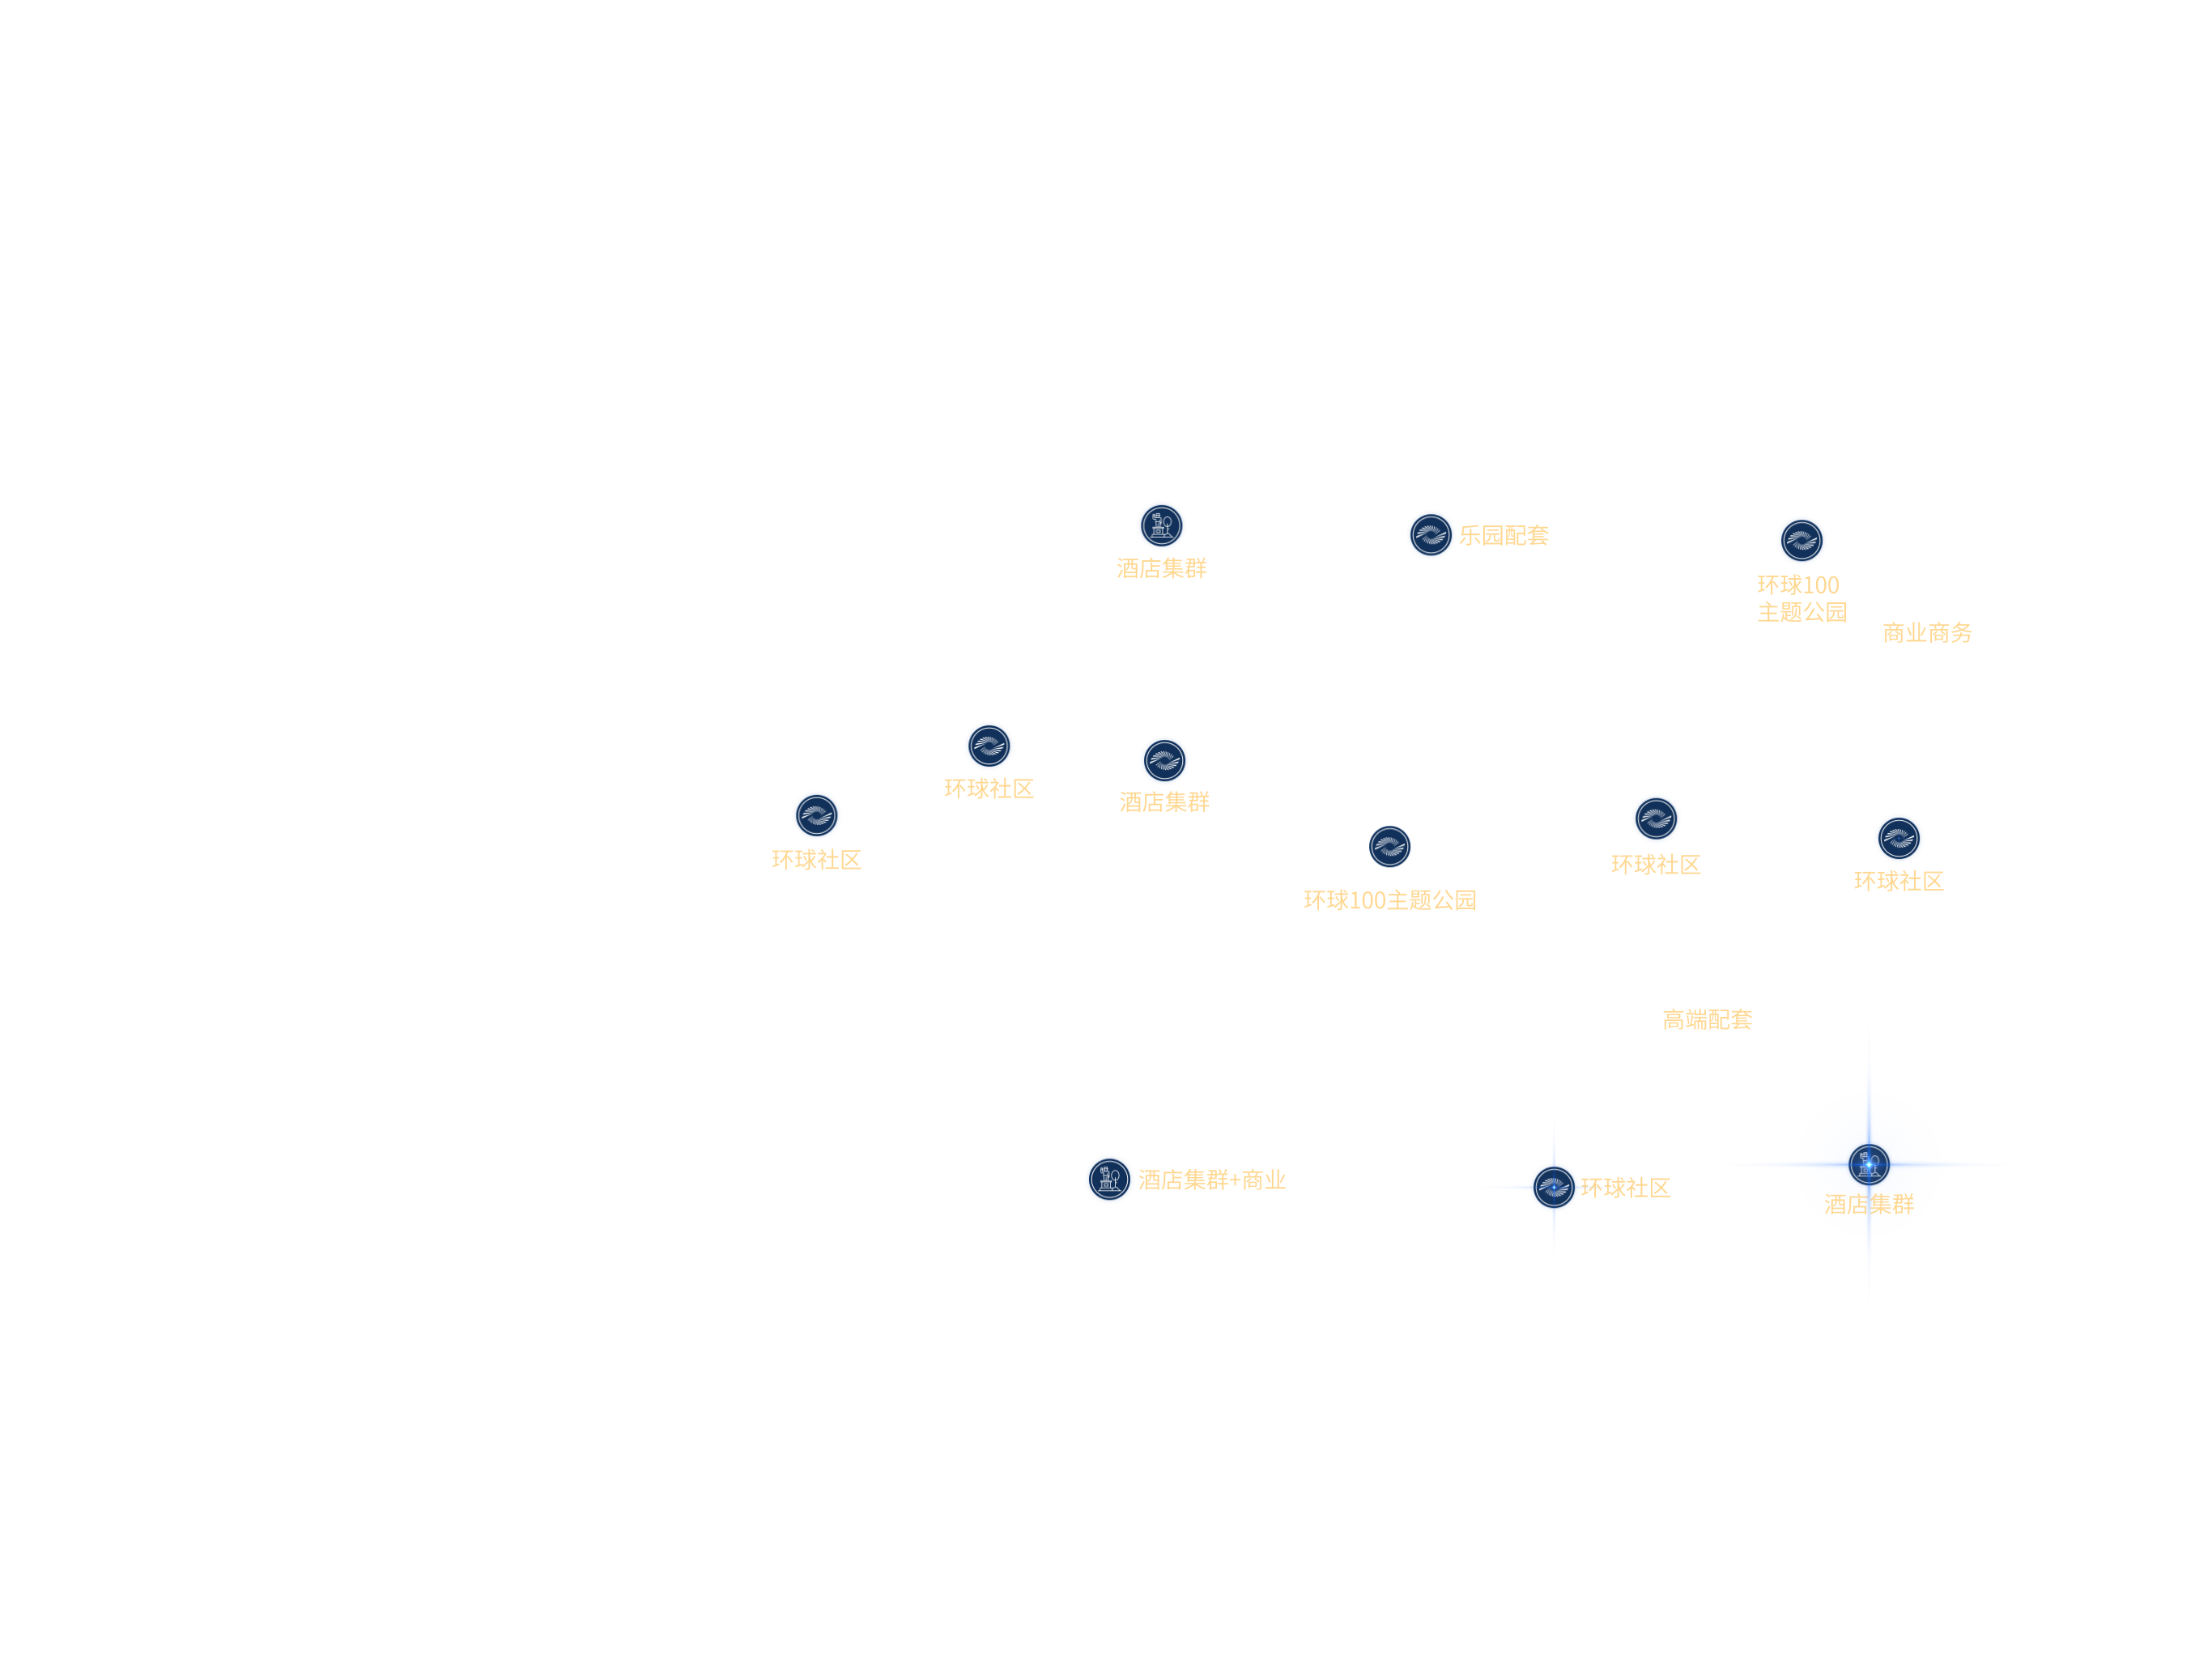 乐园配套
酒店集群
环球100
主题公园
商业商务
环球社区
酒店集群
环球社区
环球社区
环球社区
环球100主题公园
高端配套
酒店集群+商业
环球社区
酒店集群